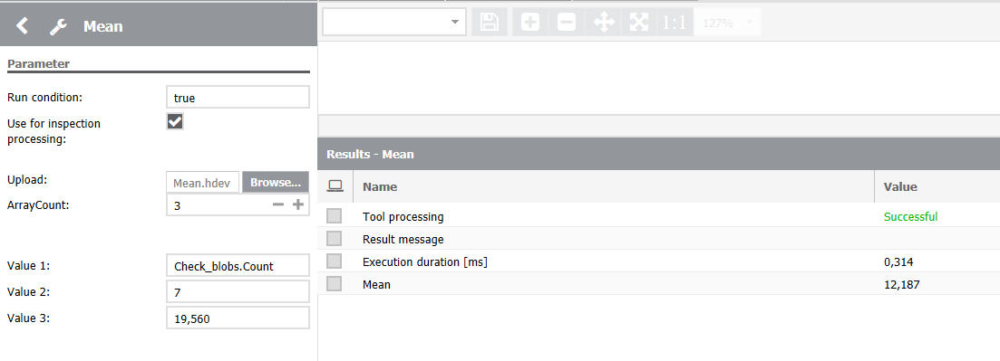 Mean
Parameter
Run condition:
true
Use for inspection
processing:
Upload:
Mean.hdev
Browse...
ArrayCount:
3
Value 1:
Check_blobs.Count
Value 2:
7
Value 3:
19,560
1:1
127%
Results - Mean
Name Value
Tool processing Successful
Result message
Execution duration [ms] 0,314
Mean 12,187